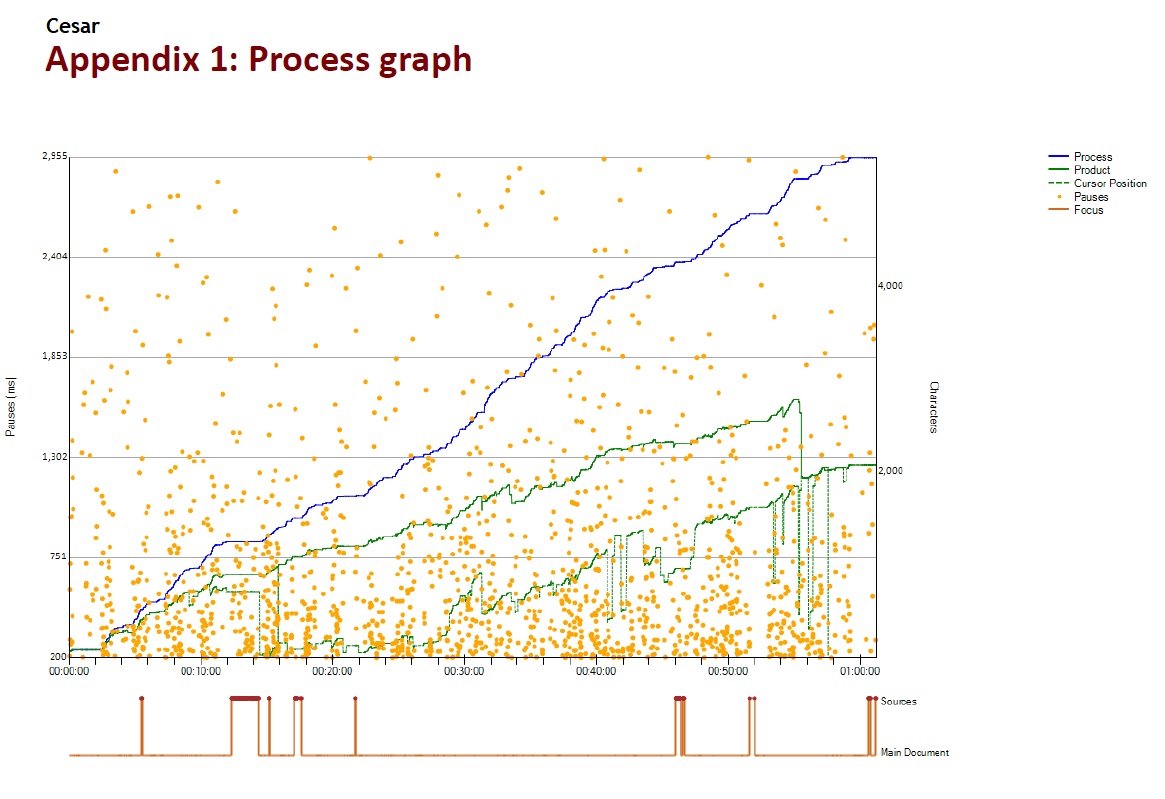 Cesar
Appendix 1: Process graph
2,955
2,404
1,853
1,302
751
200
Pauses (ms)
00:00:00 00:10:00 00:20:00 00:30:00 00:40:00 00:50:00 01:00:00
4,000
2,000
Characters
Process
Product
Cursor Position
Pauses
Focus
Sources
Main Document